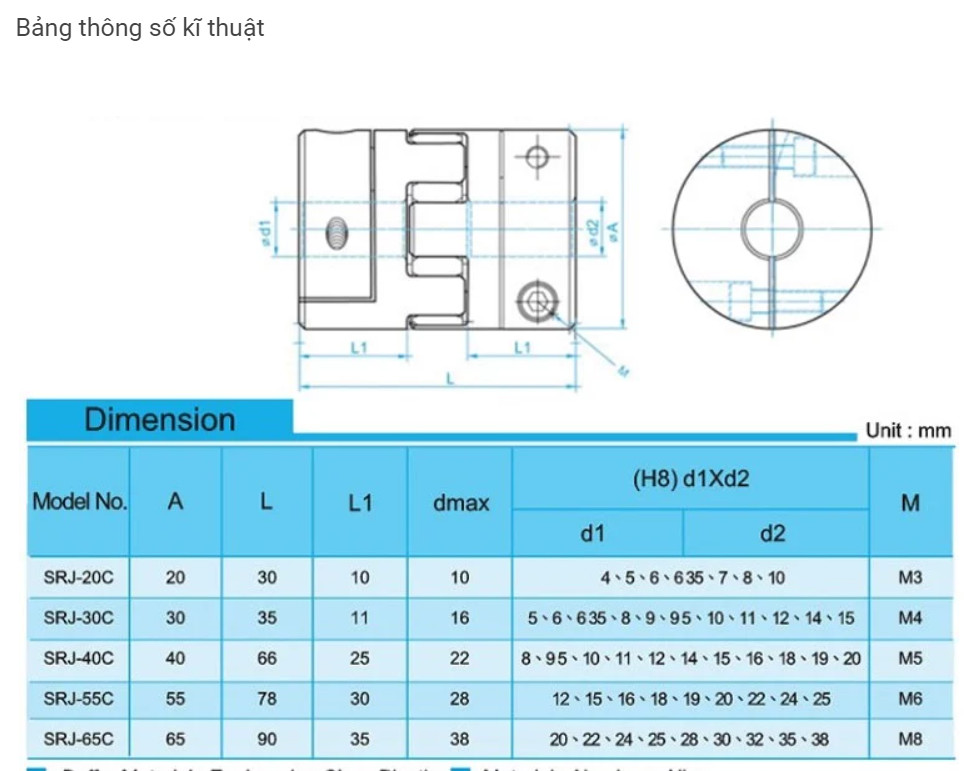 Bảng thông số kĩ thuật
ød1
ød2
øA
L1
L1
M
L
Dimension
Unit : mm
Model No. A L L1 dmax (H8) d1Xd2 M
d1 d2
SRJ-20C 20 30 10 10 4、5、6、635、7、8、10 M3
SRJ-30C 30 35 11 16 5、6、635、8、9、95、10、11、12、14、15 M4
SRJ-40C 40 66 25 22 8、95、10、11、12、14、15、16、18、19、20 M5
SRJ-55C 55 78 30 28 12、15、16、18、19、20、22、24、25 M6
SRJ-65C 65 90 35 38 20、22、24、25、28、30、32、35、38 M8